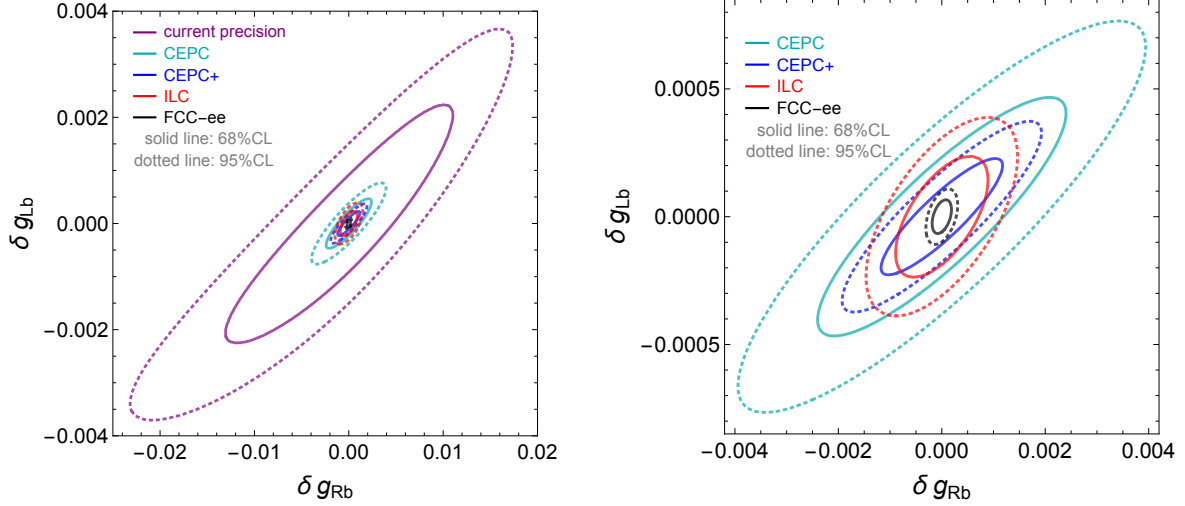 current precision
CEPC
CEPC+
ILC
FCC-ee
solid line: 68%CL
dotted line: 95%CL
0.004
0.002
0.000
-0.002
-0.004
-0.02
-0.01
0.00
0.01
0.02
δ gRb
δ gLb
CEPC
CEPC+
ILC
FCC-ee
solid line: 68%CL
dotted line: 95%CL
0.0005
0.0000
-0.0005
-0.004
-0.002
0.000
0.002
0.004
δ gRb
δ gLb